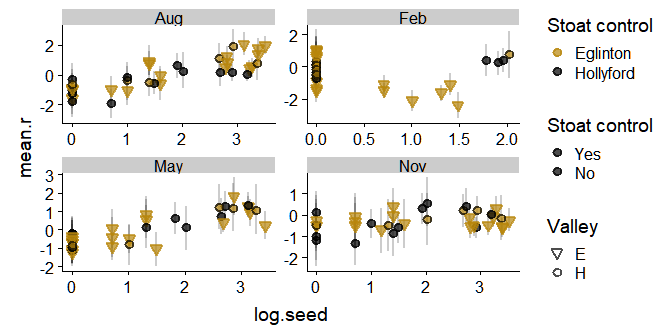 Aug
Feb
2
0
-2
0
1
2
3
2
0
-2
0.0
0.5
1.0
1.5
2.0
May
Nov
3
2
1
0
-1
-2
0
1
2
3
1
0
-1
-2
0
1
2
3
mean.r
log.seed
Stoat control
Eglinton
Hollyford
Stoat control
Yes
No
Valley
E
H